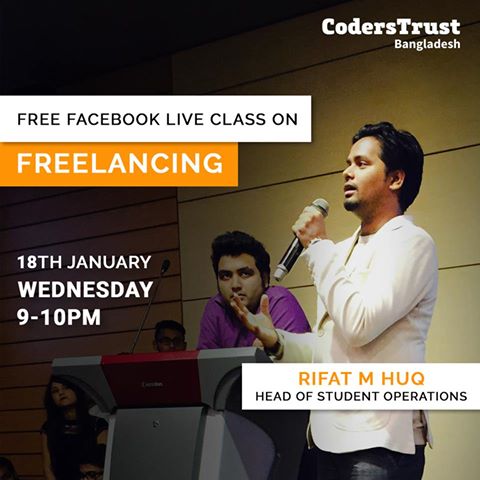 CodersTrust
Bangladesh
FREE FACEBOOK LIVE CLASS ON
FREELANCING
18TH JANUARY
WEDNESDAY
9-10PM
RIFAT M HUQ
HEAD OF STUDENT OPERATIONS